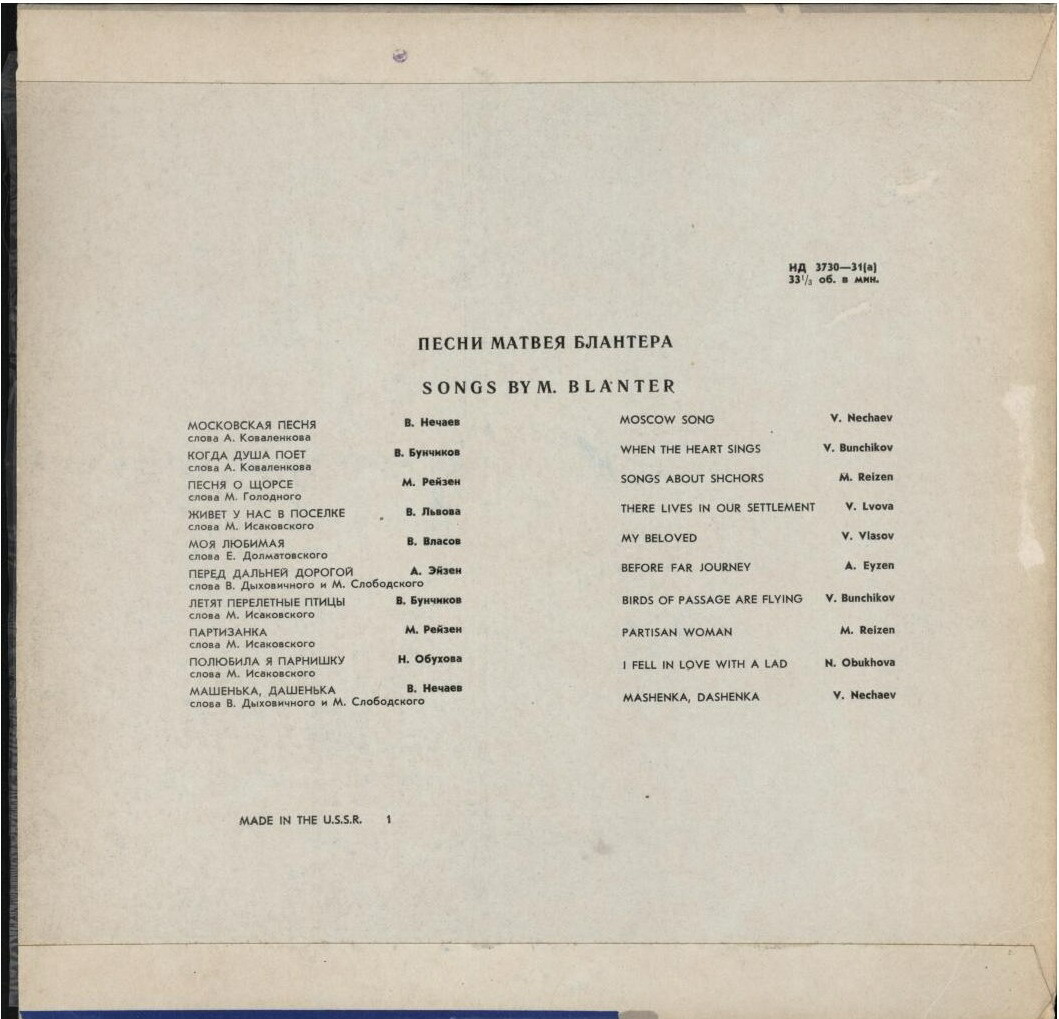 НД 3730—31(а)
33 1/3 об. в мин.
ПЕСНИ МАТВЕЯ БЛАНТЕРА
SONGS BY M. BLANTER
МОСКОВСКАЯ ПЕСНЯ В. Нечаев
слова А. Коваленкова
КОГДА ДУША ПОЕТ В. Бунчиков
слова А. Коваленкова
ПЕСНЯ О ЩОРСЕ М. Рейзен
слова М. Голодного
ЖИВЕТ У НАС В ПОСЕЛКЕ В. Львова
слова М. Исаковского
МОЯ ЛЮБИМАЯ В. Власов
слова Е. Долматовского
ПЕРЕД ДАЛЬНЕЙ ДОРОГОЙ А. Эйзен
слова В. Дыховичного и М. Слободского
ЛЕТЯТ ПЕРЕЛЕТНЫЕ ПТИЦЫ В. Бунчиков
слова М. Исаковского
ПАРТИЗАНКА М. Рейзен
слова М. Исаковского
ПОЛЮБИЛА Я ПАРНИШКУ Н. Обухова
слова М. Исаковского
МАШЕНЬКА, ДАШЕНЬКА В. Нечаев
слова В. Дыховичного и М. Слободского
MOSCOW SONG V. Nechaev
WHEN THE HEART SINGS V. Bunchikov
SONGS ABOUT SHCHORS M. Reizen
THERE LIVES IN OUR SETTLEMENT V. Lvova
MY BELOVED V. Vlasov
BEFORE FAR JOURNEY A. Eyzen
BIRDS OF PASSAGE ARE FLYING V. Bunchikov
PARTISAN WOMAN M. Reizen
I FELL IN LOVE WITH A LAD N. Obukhova
MASHENKA, DASHENKA V. Nechaev
MADE IN THE U.S.S.R. 1